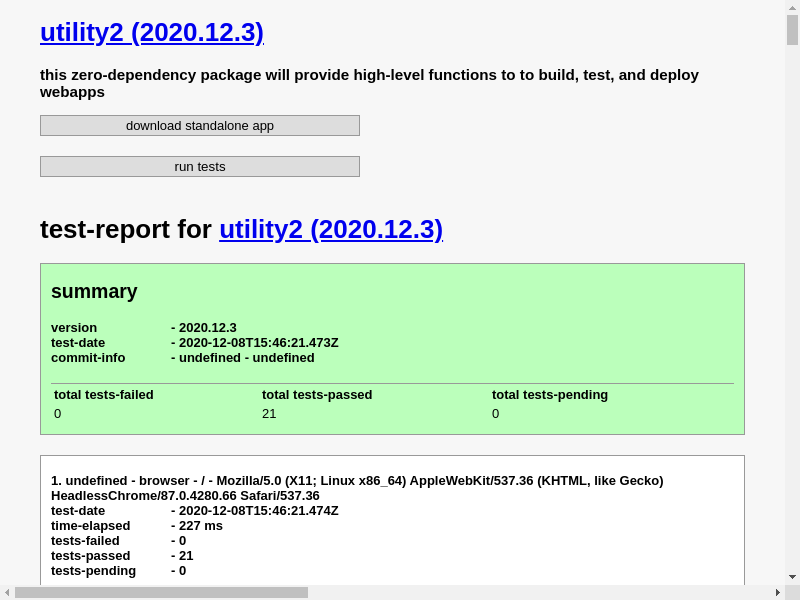 utility2 (2020.12.3)
this zero-dependency package will provide high-level functions to to build, test, and deploy
webapps
download standalone app
run tests
test-report for utility2 (2020.12.3)
summary
version - 2020.12.3
test-date - 2020-12-08T15:46:21.473Z
commit-info - undefined - undefined
total tests-failed total tests-passed total tests-pending
0 21 0
1. undefined - browser - / - Mozilla/5.0 (X11; Linux x86_64) AppleWebKit/537.36 (KHTML, like Gecko)
HeadlessChrome/87.0.4280.66 Safari/537.36
test-date - 2020-12-08T15:46:21.474Z
time-elapsed - 227 ms
tests-failed - 0
tests-passed - 21
tests-pending - 0